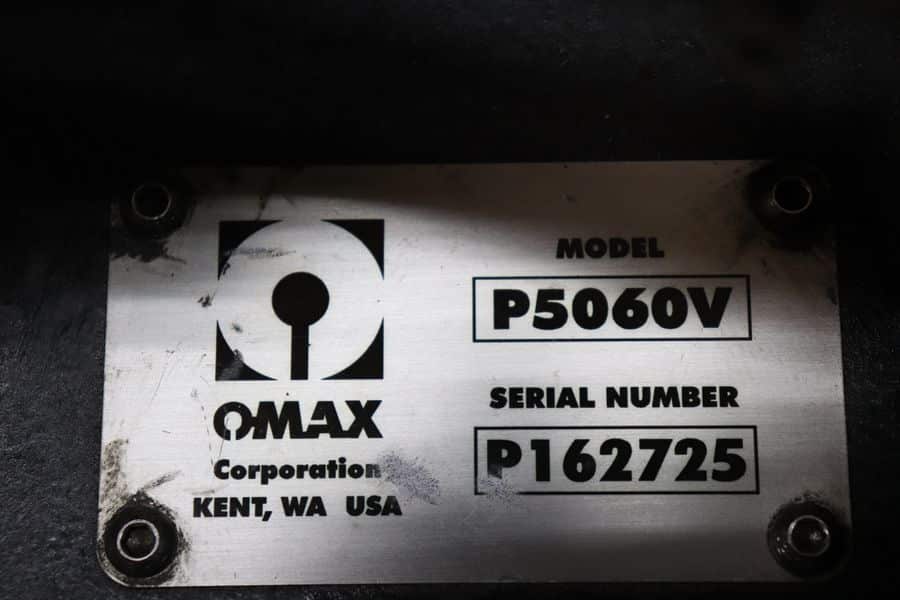 OMAX
Corporation
KENT, WA USA
MODEL
P5060V
SERIAL NUMBER
P162725